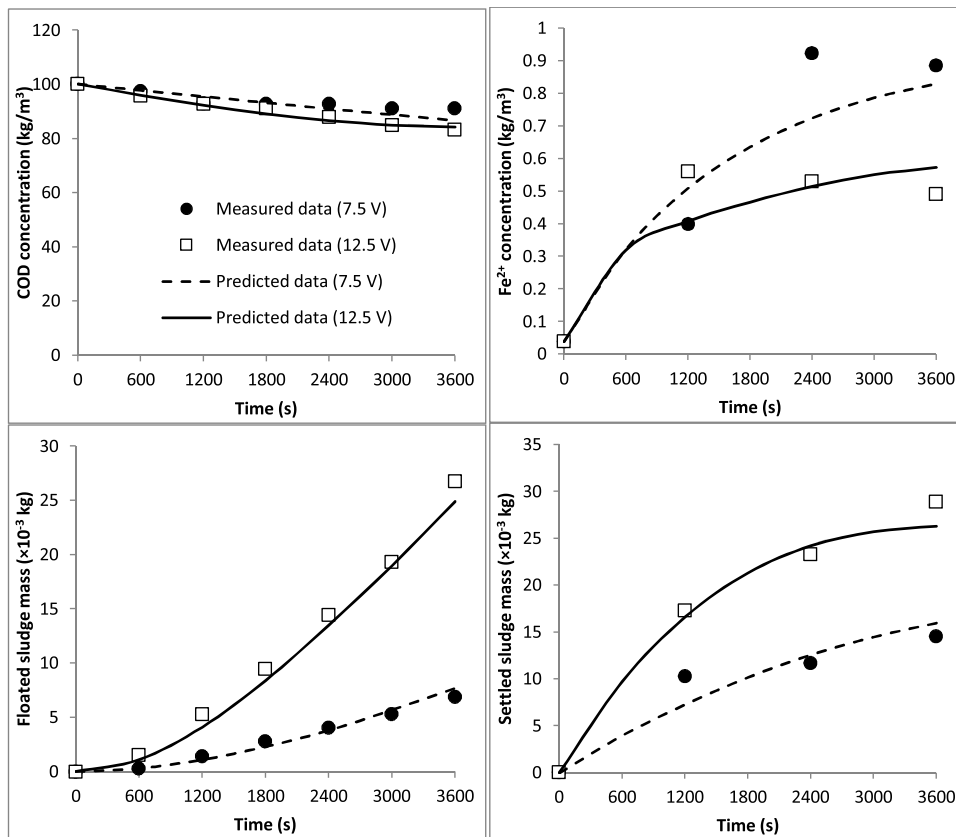 120
100
80
60
40
20
0
COD concentration (kg/m³)
Measured data (7.5 V)
Measured data (12.5 V)
Predicted data (7.5 V)
Predicted data (12.5 V)
0 600 1200 1800 2400 3000 3600
Time (s)
1
0.9
0.8
0.7
0.6
0.5
0.4
0.3
0.2
0.1
0
Fe²⁺ concentration (kg/m³)
0 600 1200 1800 2400 3000 3600
Time (s)
30
25
20
15
10
5
0
Floated sludge mass (×10⁻³ kg)
0 600 1200 1800 2400 3000 3600
Time (s)
35
30
25
20
15
10
5
0
Settled sludge mass (×10⁻³ kg)
0 600 1200 1800 2400 3000 3600
Time (s)